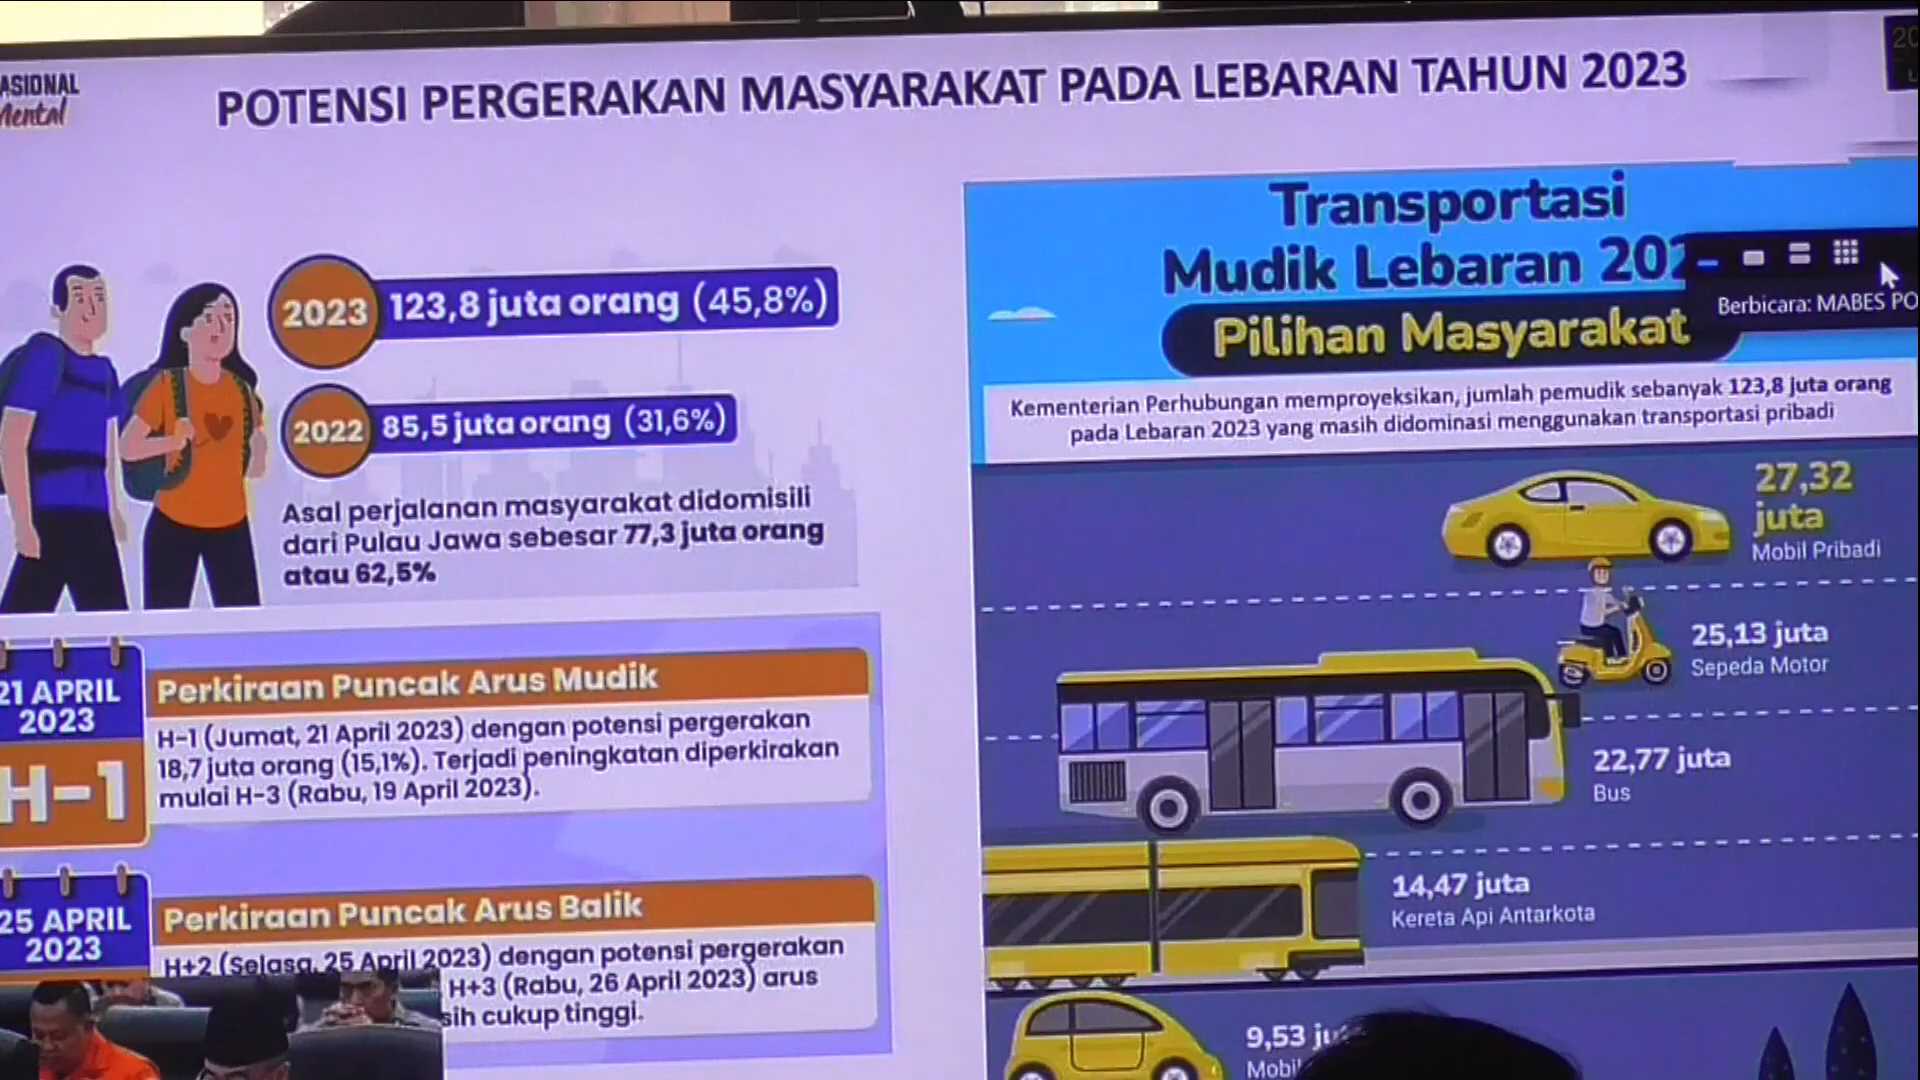 POTENSI PERGERAKAN MASYARAKAT PADA LEBARAN TAHUN 2023
2023
123,8 juta orang (45,8%)
2022
85,5 juta orang (31,6%)
Asal perjalanan masyarakat didomisili
dari Pulau Jawa sebesar 77,3 juta orang
atau 62,5%
21 APRIL
2023
H-1
Perkiraan Puncak Arus Mudik
H-1 (Jumat, 21 April 2023) dengan potensi pergerakan
18,7 juta orang (15,1%). Terjadi peningkatan diperkirakan
mulai H-3 (Rabu, 19 April 2023).
25 APRIL
2023
Perkiraan Puncak Arus Balik
H+2 (Selasa, 25 April 2023) dengan potensi pergerakan
H+3 (Rabu, 26 April 2023) arus
sih cukup tinggi.
Transportasi
Mudik Lebaran 202
Pilihan Masyarakat
Berbicara: MABES PO
Kementerian Perhubungan memproyeksikan, jumlah pemudik sebanyak 123,8 juta orang
pada Lebaran 2023 yang masih didominasi menggunakan transportasi pribadi
27,32
juta
Mobil Pribadi
25,13 juta
Sepeda Motor
22,77 juta
Bus
14,47 juta
Kereta Api Antarkota
9,53 ju
Mobil
ASIONAL
Mental